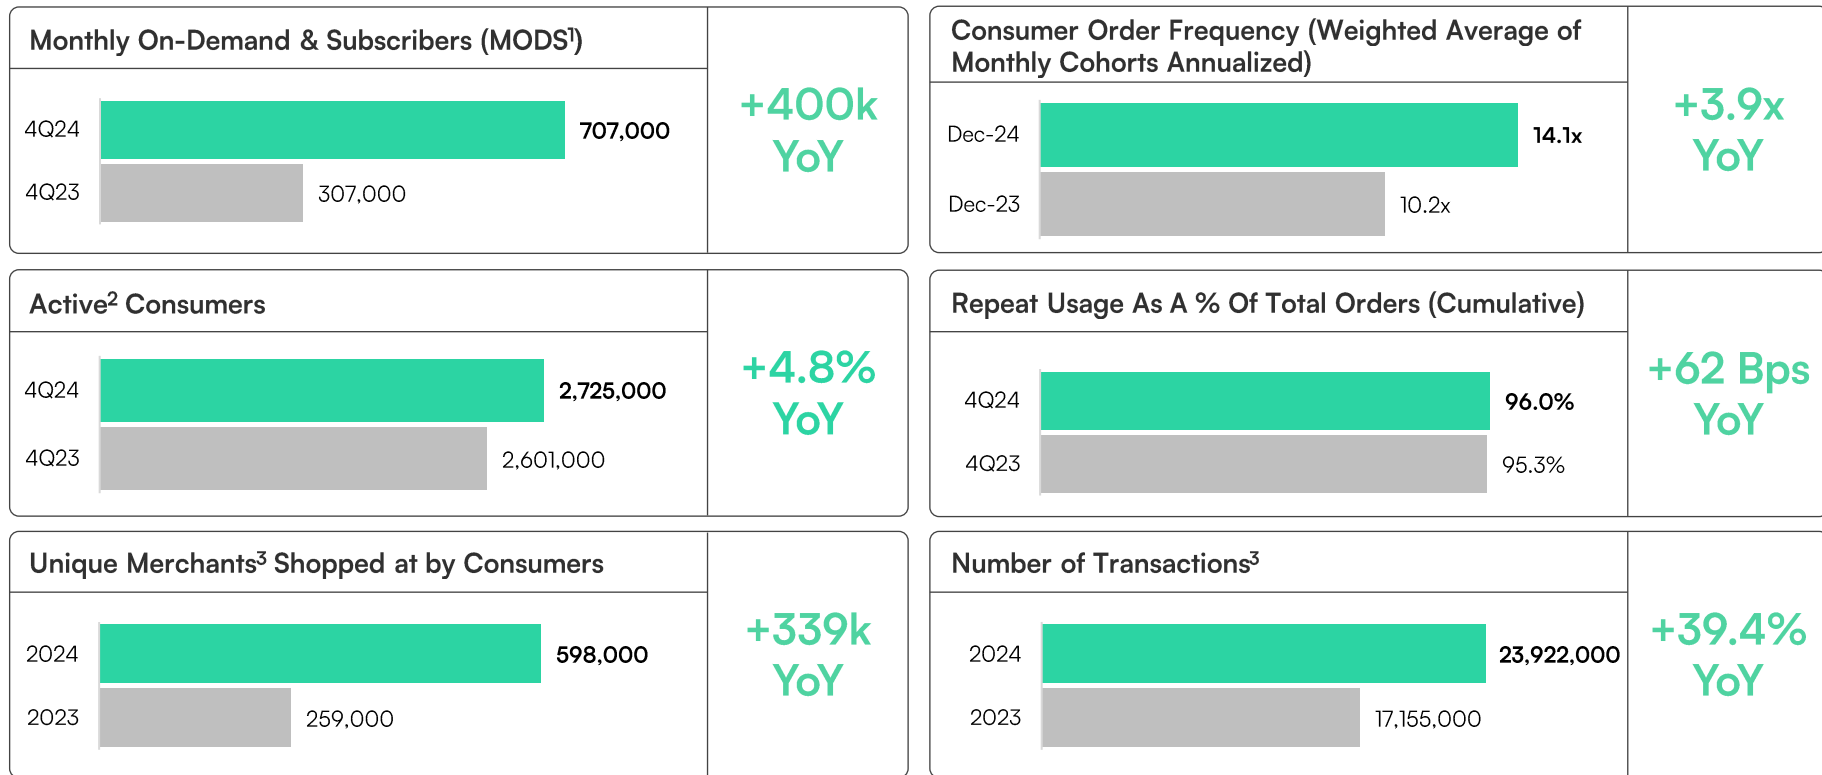 Monthly On-Demand & Subscribers (MODS¹)
4Q24
707,000
4Q23
307,000
+400k
YoY
Consumer Order Frequency (Weighted Average of
Monthly Cohorts Annualized)
Dec-24
14.1x
Dec-23
10.2x
+3.9x
YoY
Active² Consumers
4Q24
2,725,000
4Q23
2,601,000
+4.8%
YoY
Repeat Usage As A % Of Total Orders (Cumulative)
4Q24
96.0%
4Q23
95.3%
+62 Bps
YoY
Unique Merchants³ Shopped at by Consumers
2024
598,000
2023
259,000
+339k
YoY
Number of Transactions³
2024
23,922,000
2023
17,155,000
+39.4%
YoY